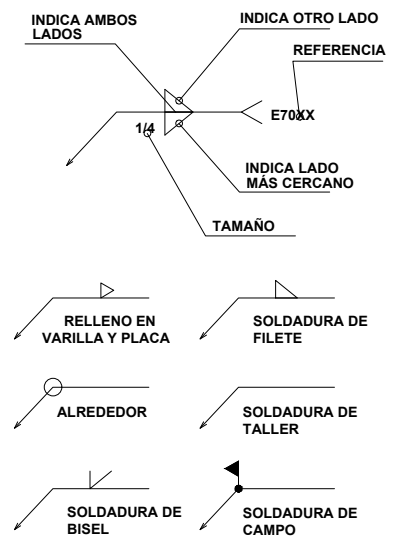 INDICA AMBOS
LADOS
INDICA OTRO LADO
REFERENCIA
E70XX
1/4
INDICA LADO
MÁS CERCANO
TAMAÑO
RELLENO EN
VARILLA Y PLACA
SOLDADURA DE
FILETE
ALREDEDOR
SOLDADURA DE
TALLER
SOLDADURA DE
BISEL
SOLDADURA DE
CAMPO